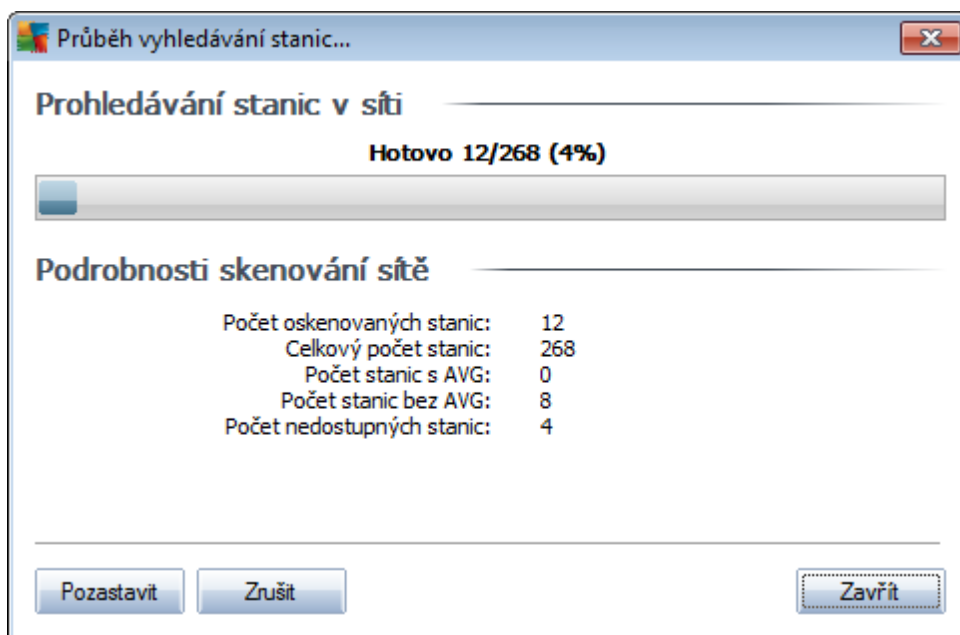 Průběh vyhledávání stanic...
Prohledávání stanic v síti
Hotovo 12/268 (4%)
Podrobnosti skenování sítě
Počet oskenovaných stanic: 12
Celkový počet stanic: 268
Počet stanic s AVG: 0
Počet stanic bez AVG: 8
Počet nedostupných stanic: 4
Pozastavit Zrušit Zavřít